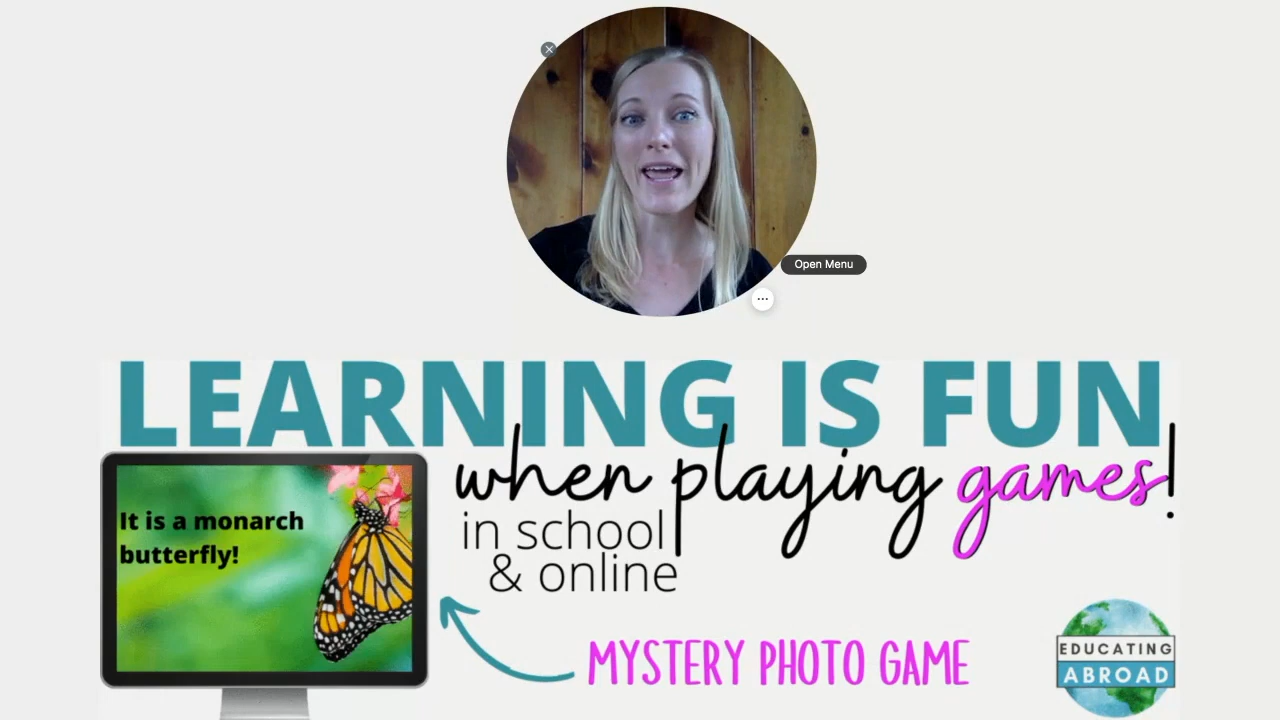 Open Menu
LEARNING IS FUN
when playing games!
in school
& online
It is a monarch
butterfly!
MYSTERY PHOTO GAME
EDUCATING
ABROAD